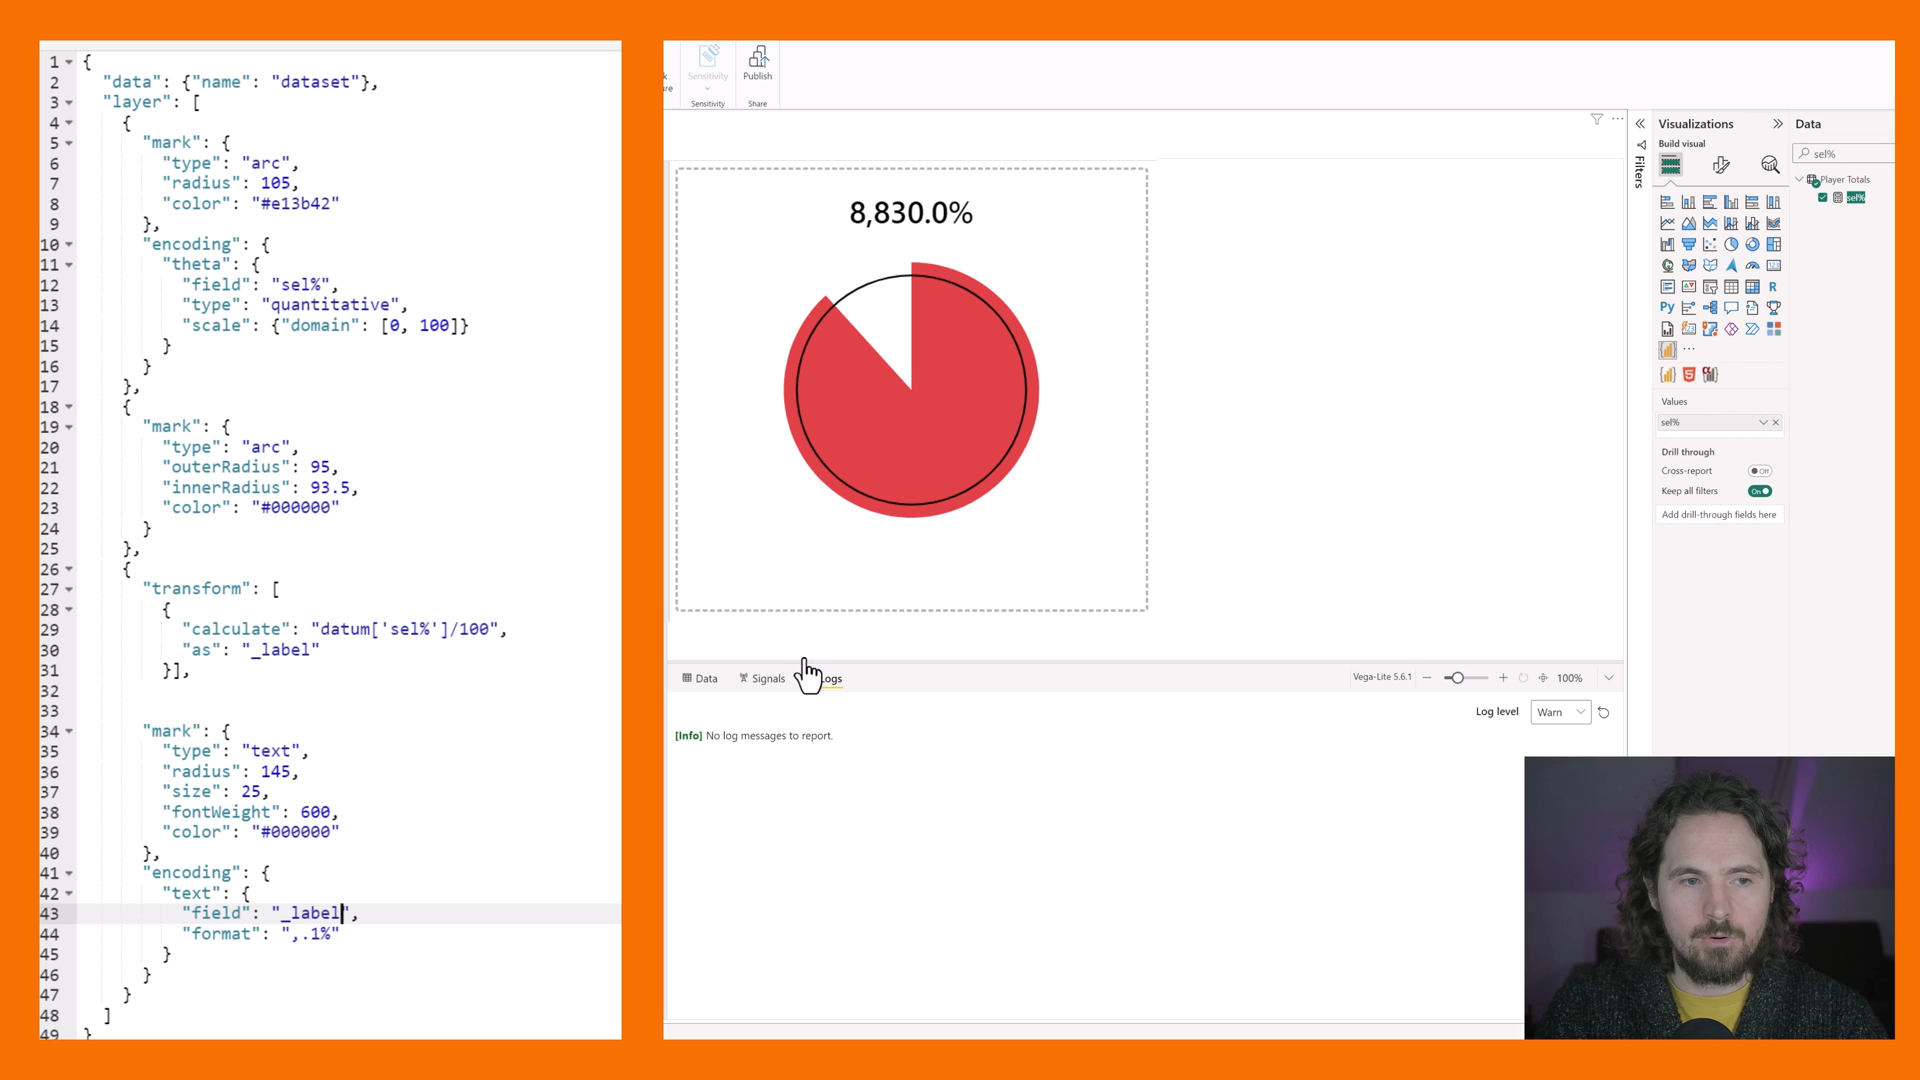 1 {
2 "data": {"name": "dataset"},
3 "layer": [
4 {
5 "mark": {
6 "type": "arc",
7 "radius": 105,
8 "color": "#e13b42"
9 },
10 "encoding": {
11 "theta": {
12 "field": "sel%",
13 "type": "quantitative",
14 "scale": {"domain": [0, 100]}
15 }
16 }
17 },
18 {
19 "mark": {
20 "type": "arc",
21 "outerRadius": 95,
22 "innerRadius": 93.5,
23 "color": "#000000"
24 }
25 },
26 {
27 "transform": [
28 {
29 "calculate": "datum['sel%']/100",
30 "as": "_label"
31 }],
32
33
34 "mark": {
35 "type": "text",
36 "radius": 145,
37 "size": 25,
38 "fontWeight": 600,
39 "color": "#000000"
40 },
41 "encoding": {
42 "text": {
43 "field": "_label",
44 "format": ",.1%"
45 }
46 }
47 }
48 ]
49 }
Sensitivity
Publish
Sensitivity
Share
8,830.0%
Data
Signals
Vega-Lite 5.6.1
100%
Log level
Warn
[Info] No log messages to report.
Filters
Visualizations
Build visual
Py
R
Values
sel%
Drill through
Cross-report
Off
Keep all filters
On
Add drill-through fields here
Data
sel%
Player Totals
sel%